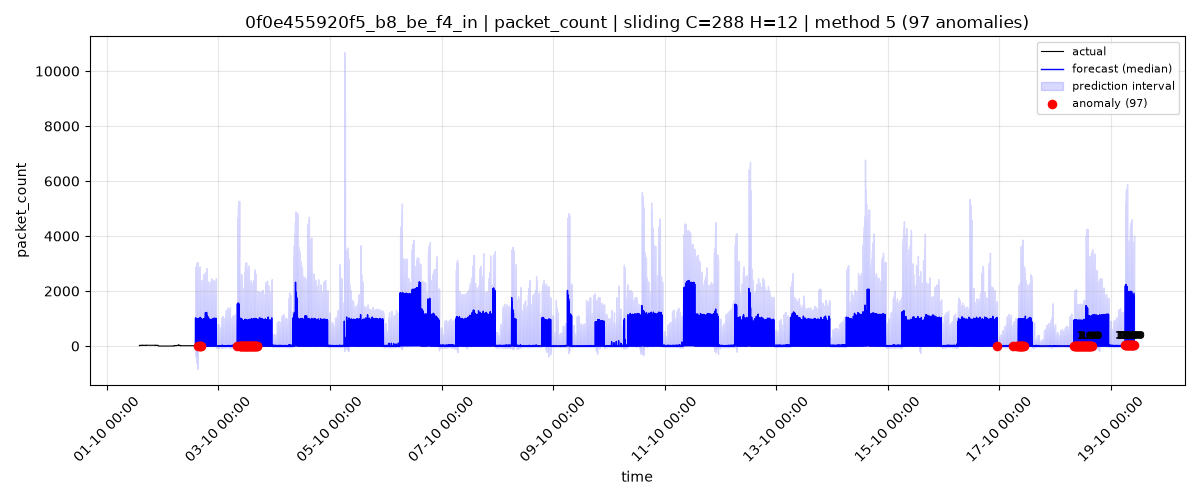 0f0e455920f5_b8_be_f4_in | packet_count | sliding C=288 H=12 | method 5 (97 anomalies)
actual
forecast (median)
prediction interval
anomaly (97)
packet_count
10000
8000
6000
4000
2000
0
01-10 00:00
03-10 00:00
05-10 00:00
07-10 00:00
09-10 00:00
11-10 00:00
13-10 00:00
15-10 00:00
17-10 00:00
19-10 00:00
time